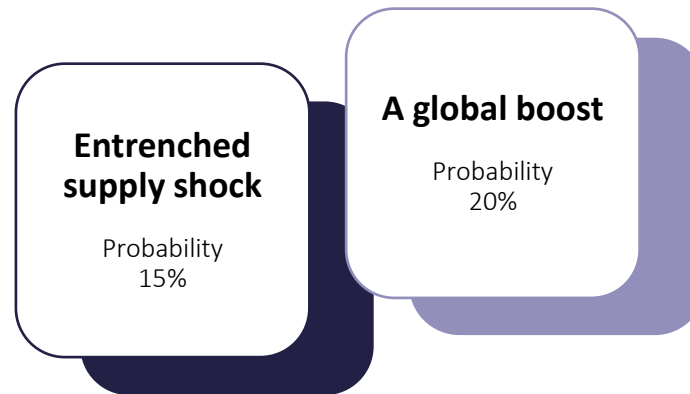 Entrenched
supply shock
Probability
15%
A global boost
Probability
20%